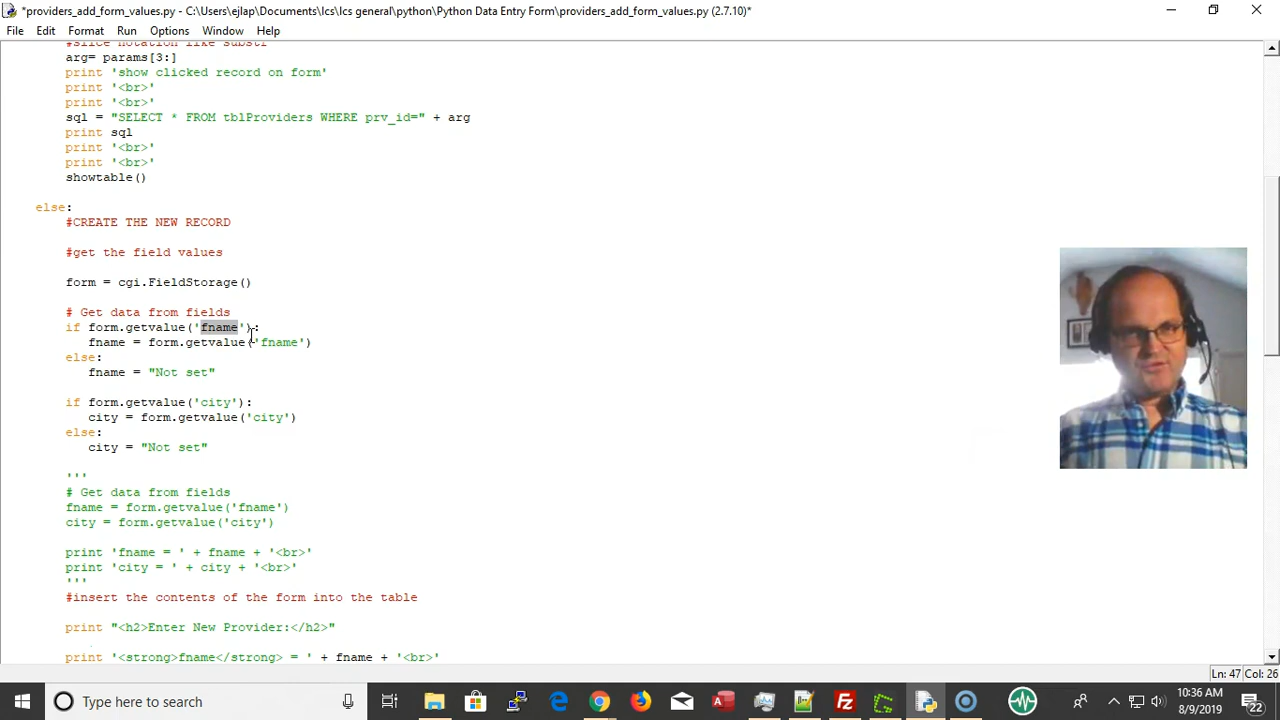 *providers_add_form_values.py - C:\Users\ejlap\Documents\lcs\lcs general\python\Python Data Entry Form\providers_add_form_values.py (2.7.10)*
File Edit Format Run Options Window Help
#slice notation like substr
arg= params[3:]
print 'show clicked record on form'
print '<br>'
print '<br>'
sql = "SELECT * FROM tblProviders WHERE prv_id=" + arg
print sql
print '<br>'
print '<br>'
showtable()
else:
#CREATE THE NEW RECORD
#get the field values
form = cgi.FieldStorage()
# Get data from fields
if form.getvalue('fname'):
fname = form.getvalue('fname')
else:
fname = "Not set"
if form.getvalue('city'):
city = form.getvalue('city')
else:
city = "Not set"
'''
# Get data from fields
fname = form.getvalue('fname')
city = form.getvalue('city')
print 'fname = ' + fname + '<br>'
print 'city = ' + city + '<br>'
'''
#insert the contents of the form into the table
print "<h2>Enter New Provider:</h2>"
print '<strong>fname</strong> = ' + fname + '<br>'
Ln: 47 Col: 26
Type here to search
10:36 AM
8/9/2019
22